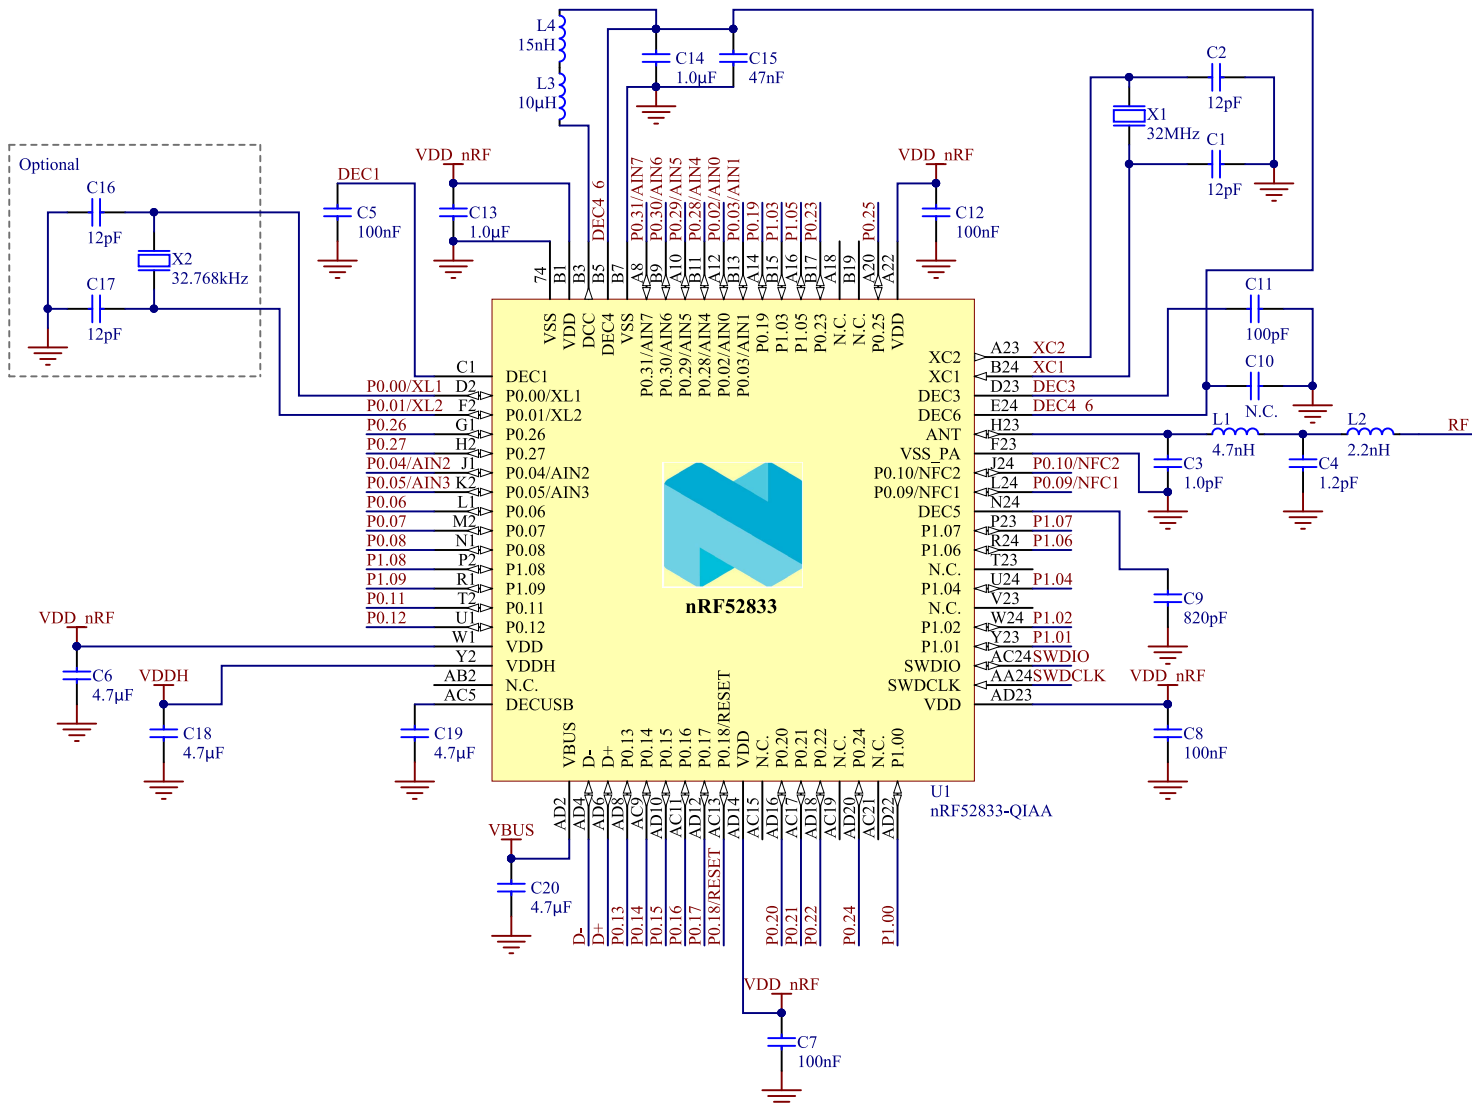 L4
15nH
L3
10µH
C14
1.0µF
C15
47nF
C2
12pF
X1
32MHz
C1
12pF
Optional
C16
12pF
X2
32.768kHz
C17
12pF
DEC1
C5
100nF
VDD_nRF
C13
1.0µF
VDD_nRF
C12
100nF
DEC4_6
P0.31/AIN7
P0.30/AIN6
P0.29/AIN5
P0.28/AIN4
P0.02/AIN0
P0.03/AIN1
P0.19
P1.03
P1.05
P0.23
P0.25
74
B1
B3
B5
B7
A8
B9
A10
B11
A12
B13
A14
B15
A16
B17
A18
B19
A20
A22
VSS
VDD
DCC
DEC4
VSS
P0.31/AIN7
P0.30/AIN6
P0.29/AIN5
P0.28/AIN4
P0.02/AIN0
P0.03/AIN1
P0.19
P1.03
P1.05
P0.23
N.C.
N.C.
P0.25
VDD
C1 DEC1
P0.00/XL1 D2 P0.00/XL1
P0.01/XL2 F2 P0.01/XL2
P0.26 G1 P0.26
P0.27 H2 P0.27
P0.04/AIN2 J1 P0.04/AIN2
P0.05/AIN3 K2 P0.05/AIN3
P0.06 L1 P0.06
P0.07 M2 P0.07
P0.08 N1 P0.08
P1.08 P2 P1.08
P1.09 R1 P1.09
P0.11 T2 P0.11
P0.12 U1 P0.12
W1 VDD
Y2 VDDH
AB2 N.C.
AC5 DECUSB
VDD_nRF
C6
4.7µF
VDDH
C18
4.7µF
C19
4.7µF
nRF52833
XC2 A23 XC2
XC1 B24 XC1
DEC3 D23 DEC3
DEC6 E24 DEC4_6
ANT H23
VSS_PA F23
P0.10/NFC2 J24 P0.10/NFC2
P0.09/NFC1 L24 P0.09/NFC1
DEC5 N24
P1.07 P23 P1.07
P1.06 R24 P1.06
N.C. T23
P1.04 U24 P1.04
N.C. V23
P1.02 W24 P1.02
P1.01 Y23 P1.01
SWDIO AC24 SWDIO
SWDCLK AA24 SWDCLK
VDD AD23
C11
100pF
C10
N.C.
L1
4.7nH
L2
2.2nH
RF
C3
1.0pF
C4
1.2pF
C9
820pF
VDD_nRF
C8
100nF
VBUS
D-
D+
P0.13
P0.14
P0.15
P0.16
P0.17
P0.18/RESET
VDD
N.C.
P0.20
P0.21
P0.22
N.C.
P0.24
N.C.
P1.00
U1
nRF52833-QIAA
AD2
AD4
AD6
AD8
AC9
AD10
AC11
AD12
AC13
AD14
AC15
AD16
AC17
AD18
AC19
AD20
AC21
AD22
VBUS
C20
4.7µF
D-
D+
P0.13
P0.14
P0.15
P0.16
P0.17
P0.18/RESET
P0.20
P0.21
P0.22
P0.24
P1.00
VDD_nRF
C7
100nF